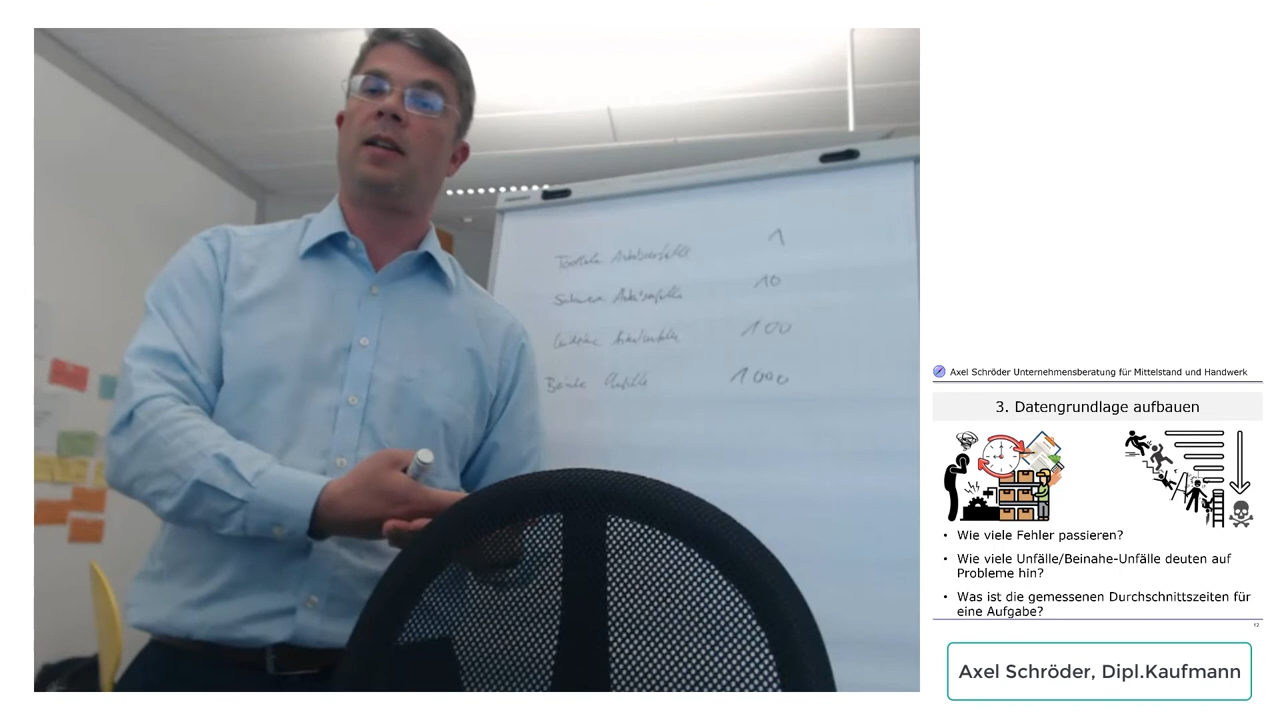 Tödliche Arbeitsunfälle 1
Schwere Arbeitsunfälle 10
Leichte Arbeitsunfälle 100
Beinahe Unfälle 1000
Axel Schröder Unternehmensberatung für Mittelstand und Handwerk
3. Datengrundlage aufbauen
• Wie viele Fehler passieren?
• Wie viele Unfälle/Beinahe-Unfälle deuten auf
Probleme hin?
• Was ist die gemessenen Durchschnittszeiten für
eine Aufgabe?
Axel Schröder, Dipl.Kaufmann